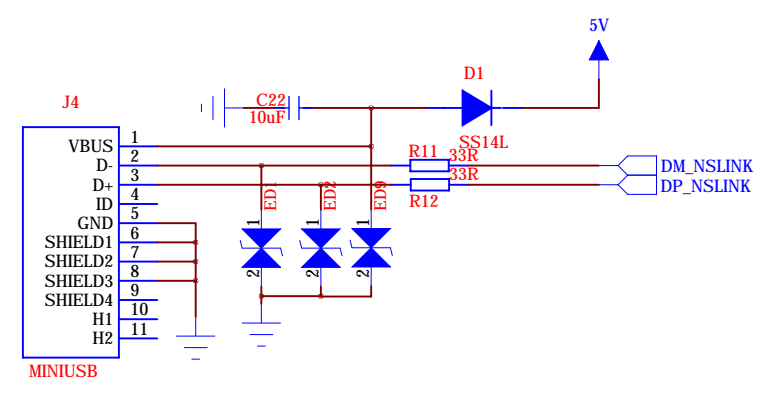 5V
D1
J4
C22
10uF
SS14L
VBUS 1
D- 2
R11 33R
DM_NSLINK
D+ 3
33R
DP_NSLINK
ID 4
R12
GND 5
ED1
ED2
ED9
1
1
1
SHIELD1 6
SHIELD2 7
SHIELD3 8
2
2
2
SHIELD4 9
H1 10
H2 11
MINIUSB